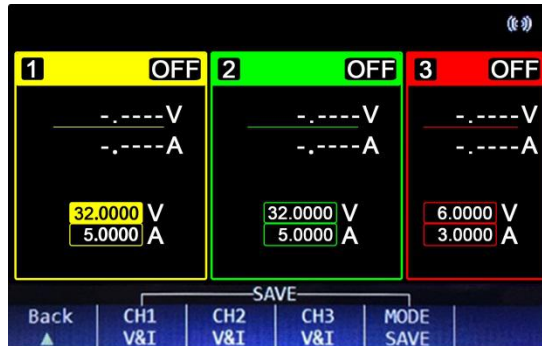 1 OFF 2 OFF 3 OFF
-.----V -.----V -.----V
-.----A -.----A -.----A
32.0000 V 32.0000 V 6.0000 V
5.0000 A 5.0000 A 3.0000 A
SAVE
Back CH1 CH2 CH3 MODE
V&I V&I V&I SAVE